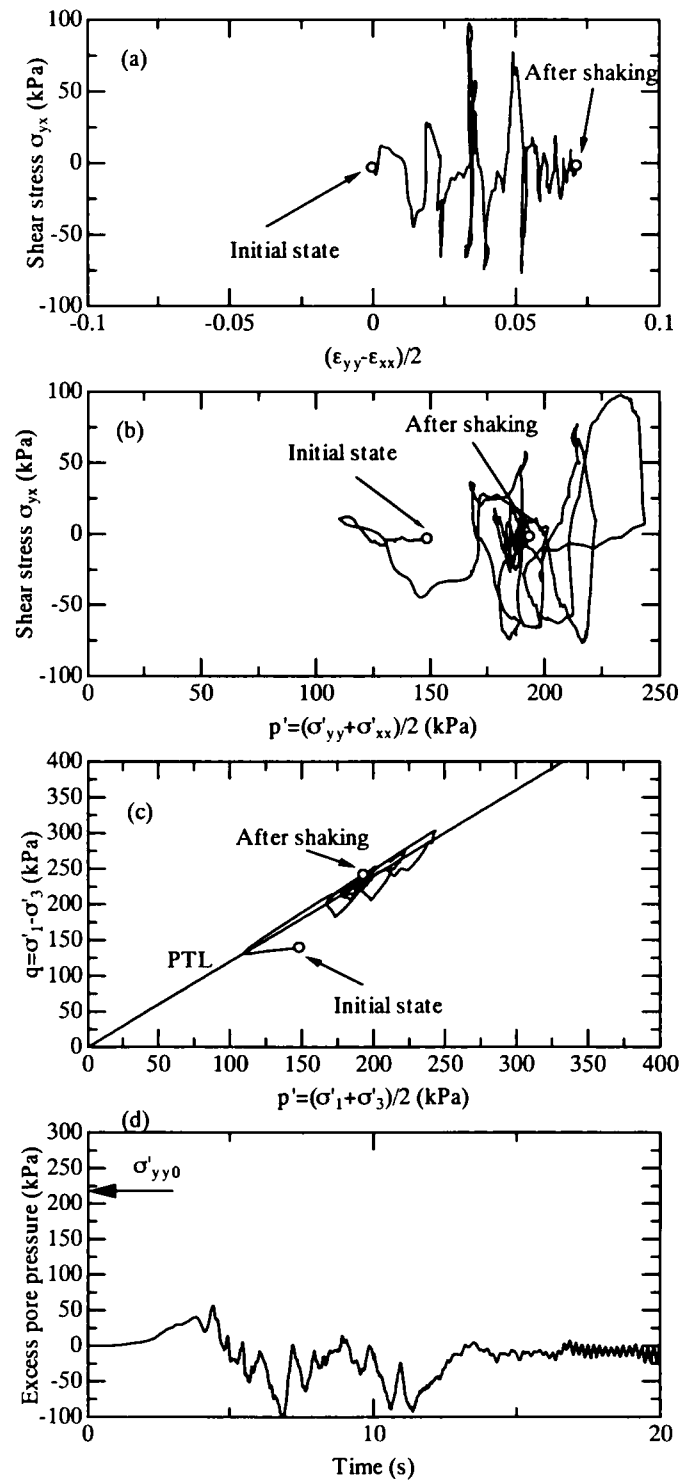 100
(a)
After shaking
50
0
Initial state
-50
-100
-0.1
-0.05
0
0.05
0.1
Shear stress σyx (kPa)
(εyy-εxx)/2
100
(b)
After shaking
Initial state
50
0
-50
-100
0
50
100
150
200
250
Shear stress σyx (kPa)
p'=(σ'yy+σ'xx)/2 (kPa)
400
350
(c)
300
After shaking
250
200
150
PTL
100
Initial state
50
0
0
50
100
150
200
250
300
350
400
q=σ'1-σ'3 (kPa)
p'=(σ'1+σ'3)/2 (kPa)
(d)
300
250
σ'yy0
200
150
100
50
0
-50
-100
0
10
20
Excess pore pressure (kPa)
Time (s)